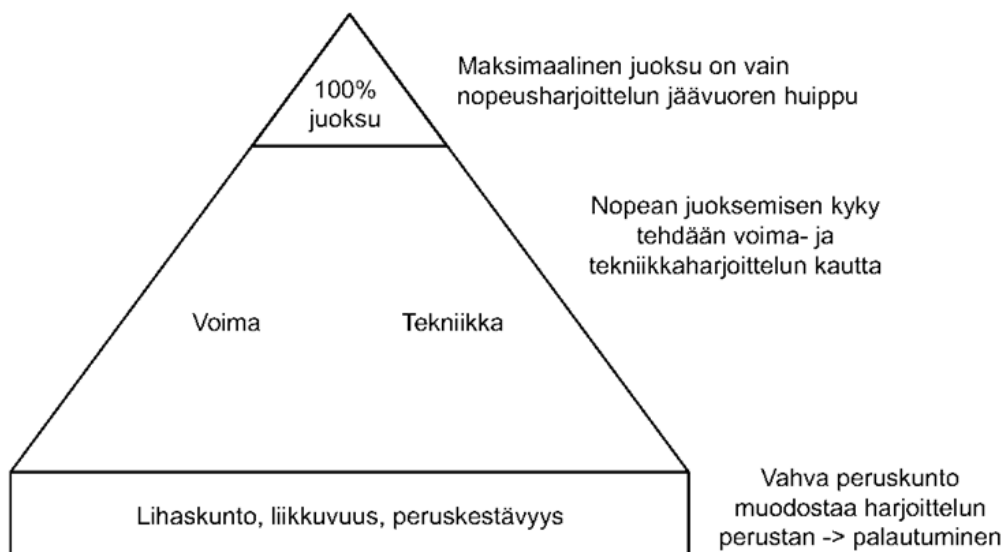 100%
juoksu
Maksimaalinen juoksu on vain
nopeusharjoittelun jäävuoren huippu
Nopean juoksemisen kyky
tehdään voima- ja
tekniikkaharjoittelun kautta
Voima
Tekniikka
Lihaskunto, liikkuvuus, peruskestävyys
Vahva peruskunto
muodostaa harjoittelun
perustan -> palautuminen